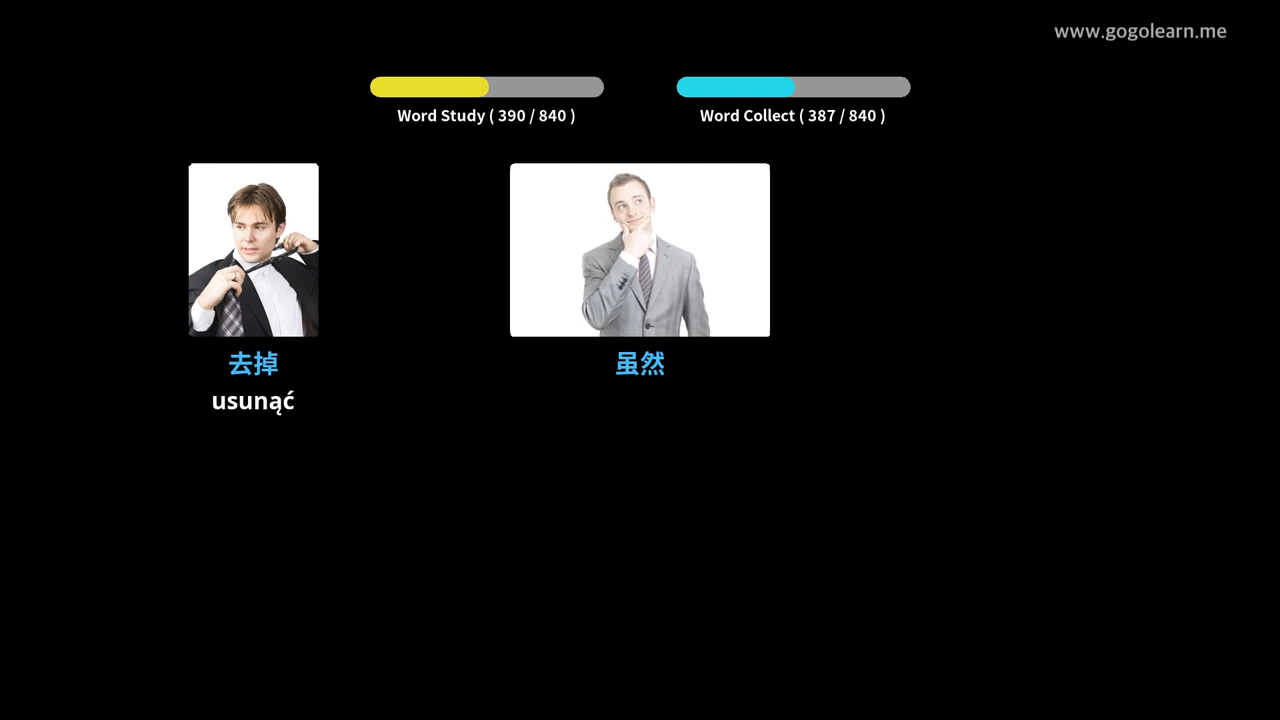 www.gogolearn.me
Word Study ( 390 / 840 )
Word Collect ( 387 / 840 )
去掉
usunąć
虽然